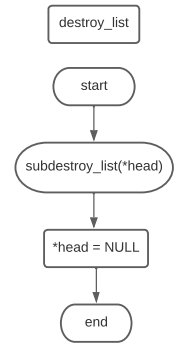 destroy_list
start
subdestroy_list(*head)
*head = NULL
end